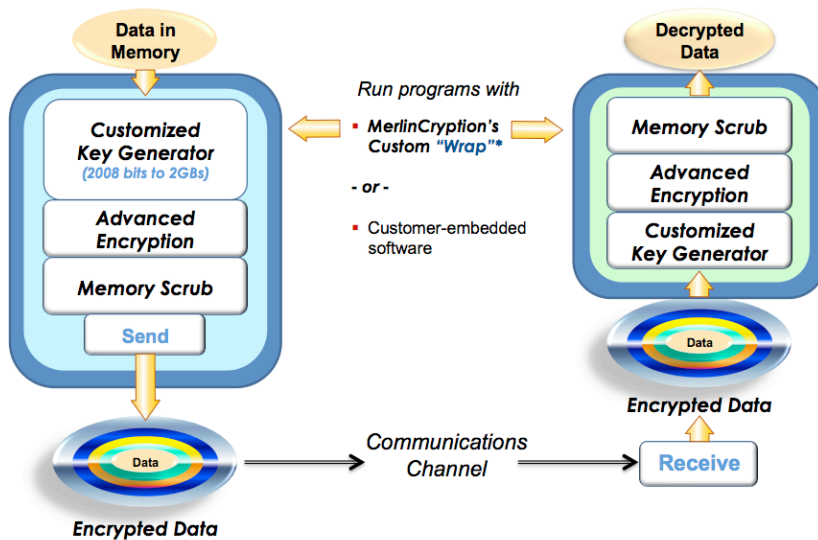 Data in
Memory
Customized
Key Generator
(2008 bits to 2GBs)
Advanced
Encryption
Memory Scrub
Send
Data
Encrypted Data
Run programs with
▪ MerlinCryption's
Custom "Wrap"*
- or -
▪ Customer-embedded
software
Communications
Channel
Decrypted
Data
Memory Scrub
Advanced
Encryption
Customized
Key Generator
Data
Encrypted Data
Receive